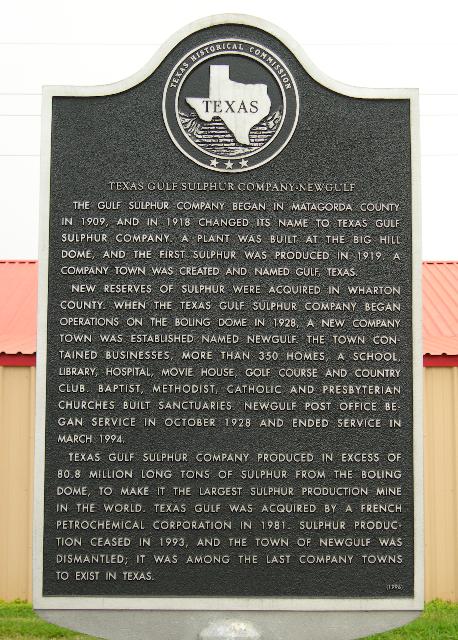 TEXAS HISTORICAL COMMISSION
TEXAS
TEXAS GULF SULPHUR COMPANY-NEWGULF
THE GULF SULPHUR COMPANY BEGAN IN MATAGORDA COUNTY
IN 1909, AND IN 1918 CHANGED ITS NAME TO TEXAS GULF
SULPHUR COMPANY. A PLANT WAS BUILT AT THE BIG HILL
DOME, AND THE FIRST SULPHUR WAS PRODUCED IN 1919. A
COMPANY TOWN WAS CREATED AND NAMED GULF, TEXAS.
NEW RESERVES OF SULPHUR WERE ACQUIRED IN WHARTON
COUNTY. WHEN THE TEXAS GULF SULPHUR COMPANY BEGAN
OPERATIONS ON THE BOLING DOME IN 1928, A NEW COMPANY
TOWN WAS ESTABLISHED NAMED NEWGULF. THE TOWN CON-
TAINED BUSINESSES, MORE THAN 350 HOMES, A SCHOOL,
LIBRARY, HOSPITAL, MOVIE HOUSE, GOLF COURSE AND COUNTRY
CLUB. BAPTIST, METHODIST, CATHOLIC AND PRESBYTERIAN
CHURCHES BUILT SANCTUARIES. NEWGULF POST OFFICE BE-
GAN SERVICE IN OCTOBER 1928 AND ENDED SERVICE IN
MARCH 1994.
TEXAS GULF SULPHUR COMPANY PRODUCED IN EXCESS OF
80.8 MILLION LONG TONS OF SULPHUR FROM THE BOLING
DOME, TO MAKE IT THE LARGEST SULPHUR PRODUCTION MINE
IN THE WORLD. TEXAS GULF WAS ACQUIRED BY A FRENCH
PETROCHEMICAL CORPORATION IN 1981. SULPHUR PRODUC-
TION CEASED IN 1993, AND THE TOWN OF NEWGULF WAS
DISMANTLED; IT WAS AMONG THE LAST COMPANY TOWNS
TO EXIST IN TEXAS.
(1996)